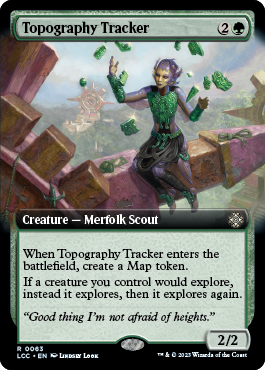 Topography Tracker 2
Creature — Merfolk Scout
When Topography Tracker enters the
battlefield, create a Map token.
If a creature you control would explore,
instead it explores, then it explores again.
“Good thing I'm not afraid of heights.”
2/2
R 0063
LCC • EN Lindsey Look
™ & © 2023 Wizards of the Coast